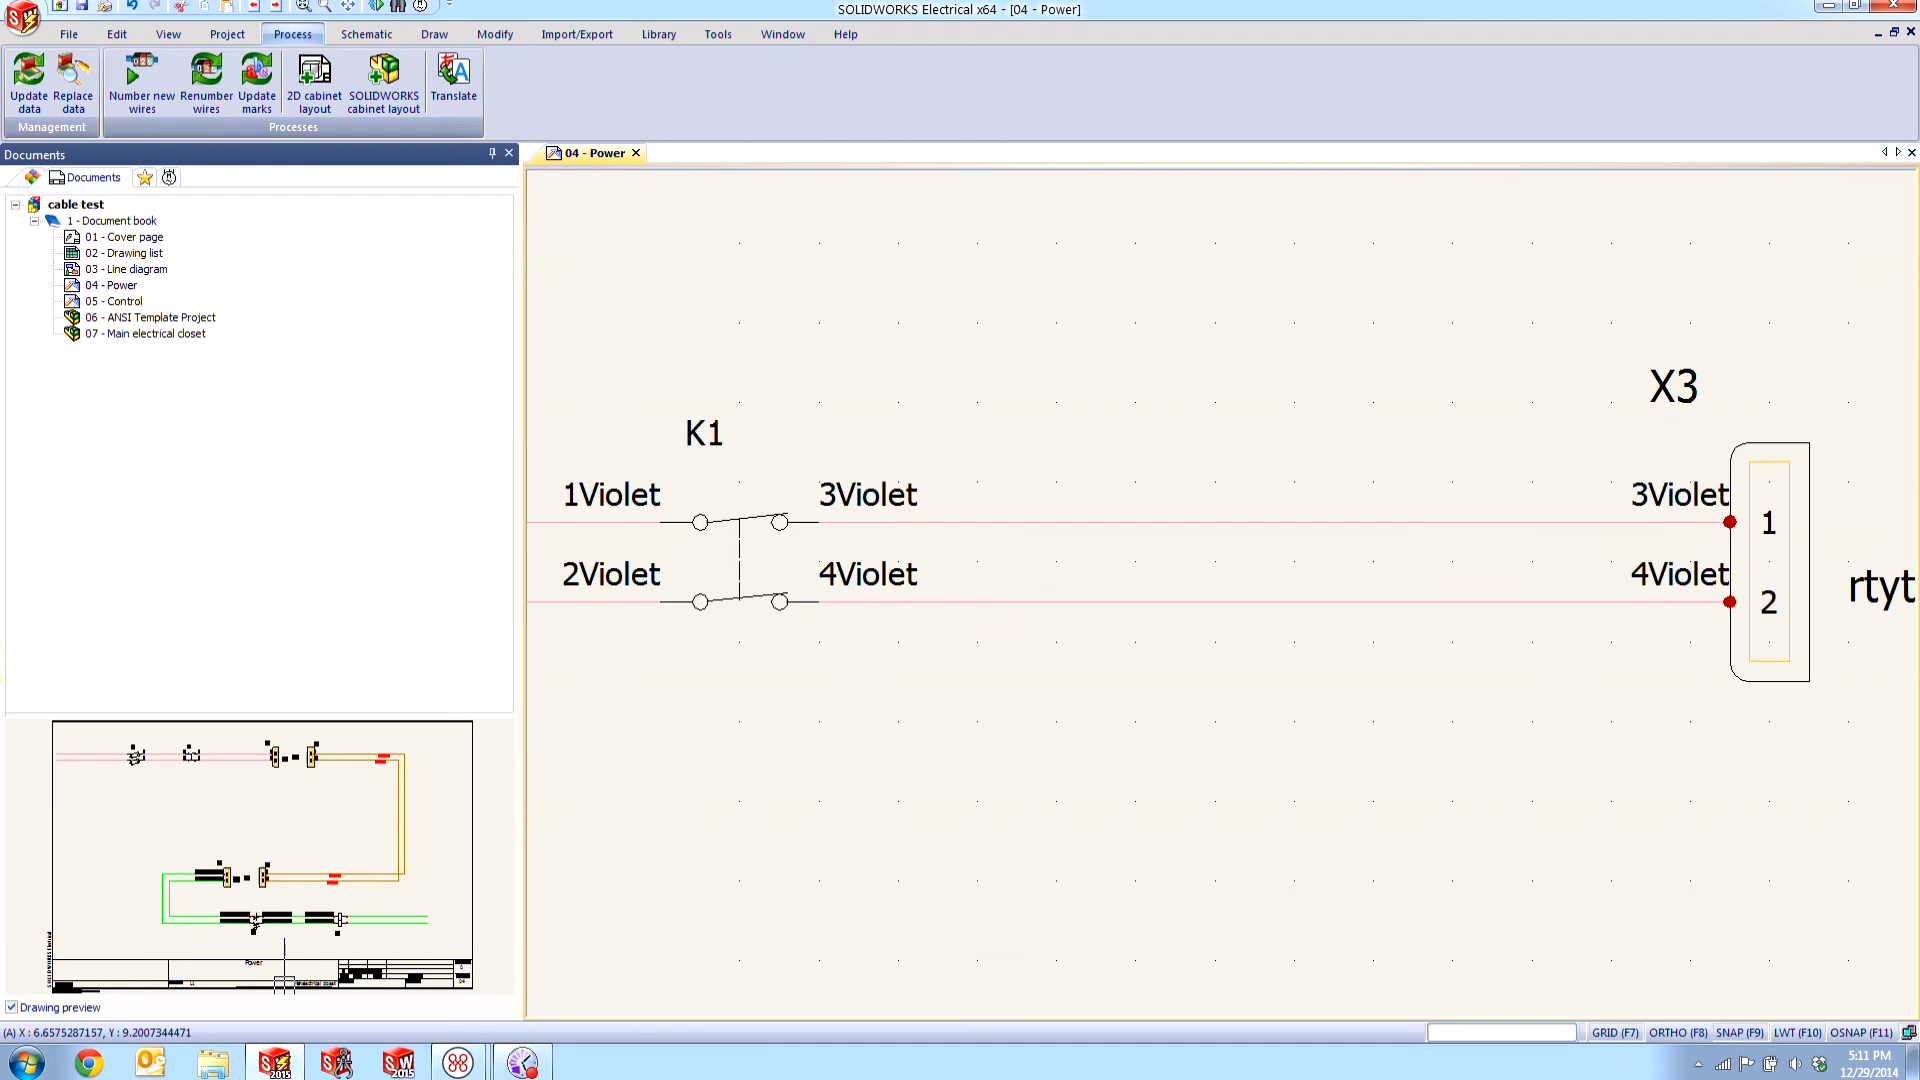 SOLIDWORKS Electrical x64 - [04 - Power]
File Edit View Project Process Schematic Draw Modify Import/Export Library Tools Window Help
Update data
Replace data
Number new wires
Renumber wires
Update marks
2D cabinet layout
SOLIDWORKS cabinet layout
Translate
Management
Processes
Documents
Documents
04 - Power
cable test
1 - Document book
01 - Cover page
02 - Drawing list
03 - Line diagram
04 - Power
05 - Control
06 - ANSI Template Project
07 - Main electrical closet
X3
K1
1Violet 3Violet 3Violet
1
2Violet 4Violet 4Violet
2
rtyt
Power
04
Drawing preview
(A) X : 6.6575287157, Y : 9.2007344471
GRID (F7) ORTHO (F8) SNAP (F9) LWT (F10) OSNAP (F11)
2015
2015
5:11 PM
12/29/2014